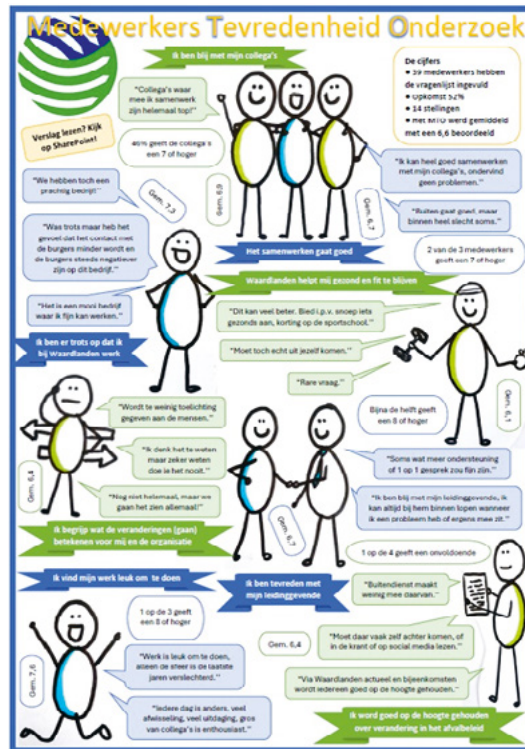 Medewerkers Tevredenheid Onderzoek
Ik ben blij met mijn collega's
De cijfers
• 59 medewerkers hebben
de vragenlijst ingevuld
• Opkomst 52%
• 14 stellingen
• Het MTO werd gemiddeld
met een 6,6 beoordeeld
"Collega's waar
mee ik samenwerk
zijn helemaal top!"
Verslag lezen? Kijk
op SharePoint!
geeft de collega's
een 7 of hoger
"Ik kan heel goed samenwerken
met mijn collega's, ondervind
geen problemen."
"We hebben toch een
prachtig bedrijf!"
Gem. 7,3
Gem. 6,9
Gem. 6,7
"Buiten gaat goed, maar
binnen heel slecht soms."
"Was trots maar heb het
gevoel dat het contact met
de burgers minder wordt en
de burgers steeds negatiever
zijn op dit bedrijf."
Het samenwerken gaat goed
2 van de 3 medewerkers
geeft een 7 of hoger
Waardlanden helpt mij gezond en fit te blijven
"Het is een mooi bedrijf
waar ik fijn kan werken."
"Dit kan veel beter. Bied i.p.v. snoep iets
gezonds aan, korting op de sportschool."
"Moet toch echt uit jezelf komen."
Ik ben er trots op dat ik
bij Waardlanden werk
"Rare vraag."
Gem. 6,1
Bijna de helft geeft
een 8 of hoger
"Wordt te weinig toelichting
gegeven aan de mensen."
"Ik denk het te weten
maar zeker weten
doe ie het nooit."
"Soms wat meer ondersteuning
of 1 op 1 gesprek zou fijn zijn."
Gem. 6,4
"Nog niet helemaal, maar we
gaan het zien allemaal!"
Gem. 6,7
"Ik ben blij met mijn leidinggevende, ik
kan altijd bij hem binnen lopen wanneer
ik een probleem heb of ergens mee zit."
Ik begrijp wat de veranderingen (gaan)
betekenen voor mij en de organisatie
1 op de 4 geeft een onvoldoende
Ik vind mijn werk leuk om te doen
Ik ben tevreden met
mijn leidinggevende
"Buitendienst maakt
weinig mee daarvan."
1 op de 3 geeft
een 8 of hoger
Gem. 6,4
"Moet daar vaak zelf achter komen, of
in de krant of op social media lezen."
Gem. 7,6
"Werk is leuk om te doen,
alleen de sfeer is de laatste
jaren verslechterd."
"Via Waardlanden actueel en bijeenkomsten
wordt iedereen goed op de hoogte gehouden."
"Iedere dag is anders, veel
afwisseling, veel uitdaging, gros
van collega's is enthousiast."
Ik word goed op de hoogte gehouden
over verandering in het afvalbeleid